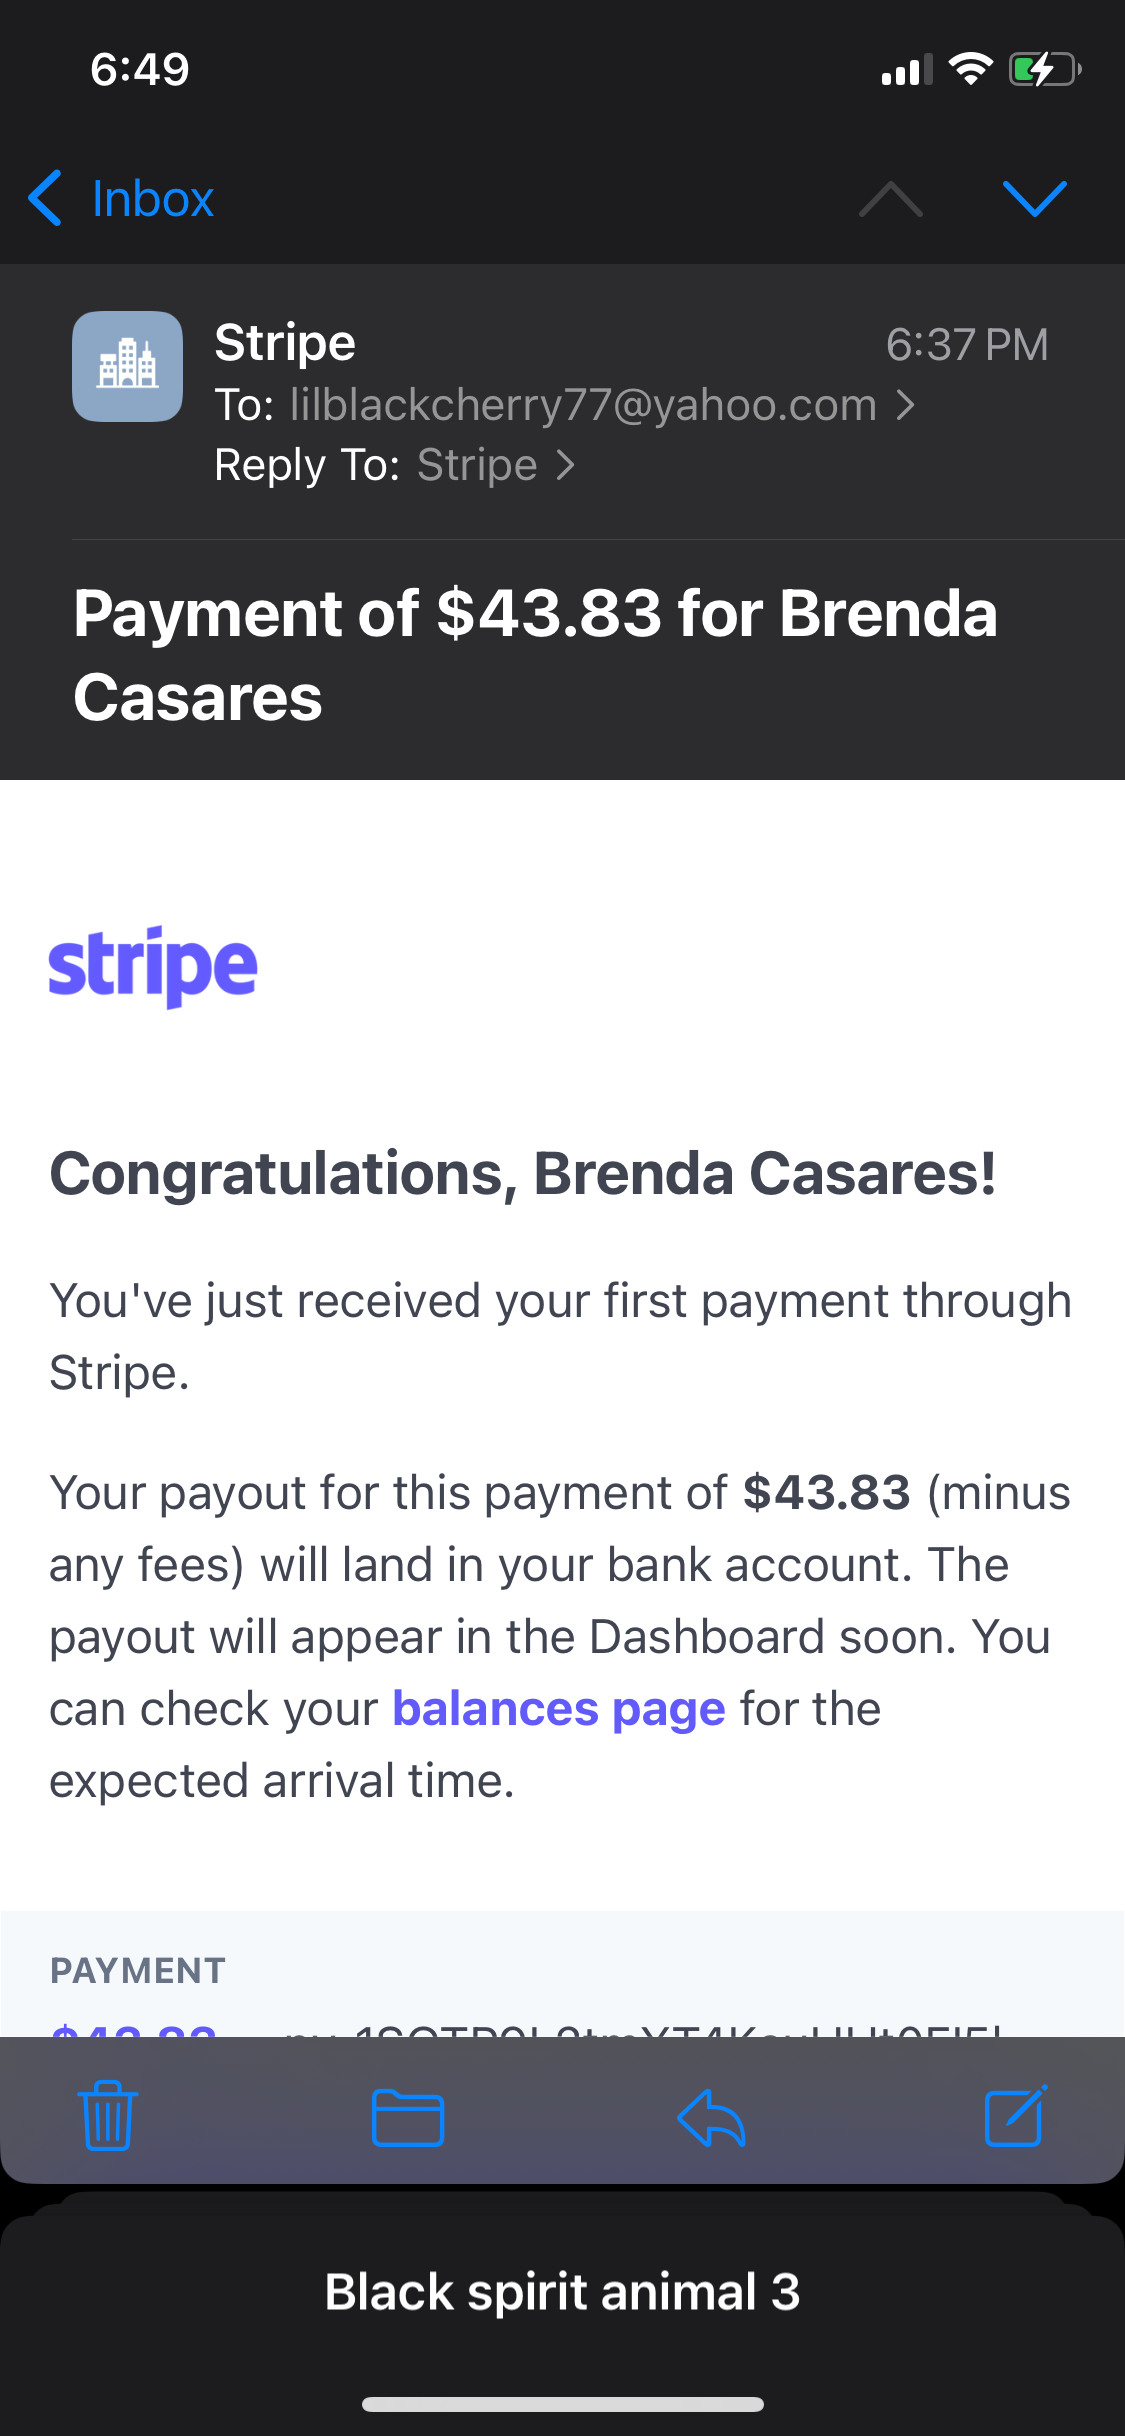 6:49
Inbox
Stripe
6:37 PM
To: lilblackcherry77@yahoo.com
Reply To: Stripe
Payment of $43.83 for Brenda
Casares
stripe
Congratulations, Brenda Casares!
You've just received your first payment through
Stripe.
Your payout for this payment of $43.83 (minus
any fees) will land in your bank account. The
payout will appear in the Dashboard soon. You
can check your balances page for the
expected arrival time.
PAYMENT
$43.83
Black spirit animal 3